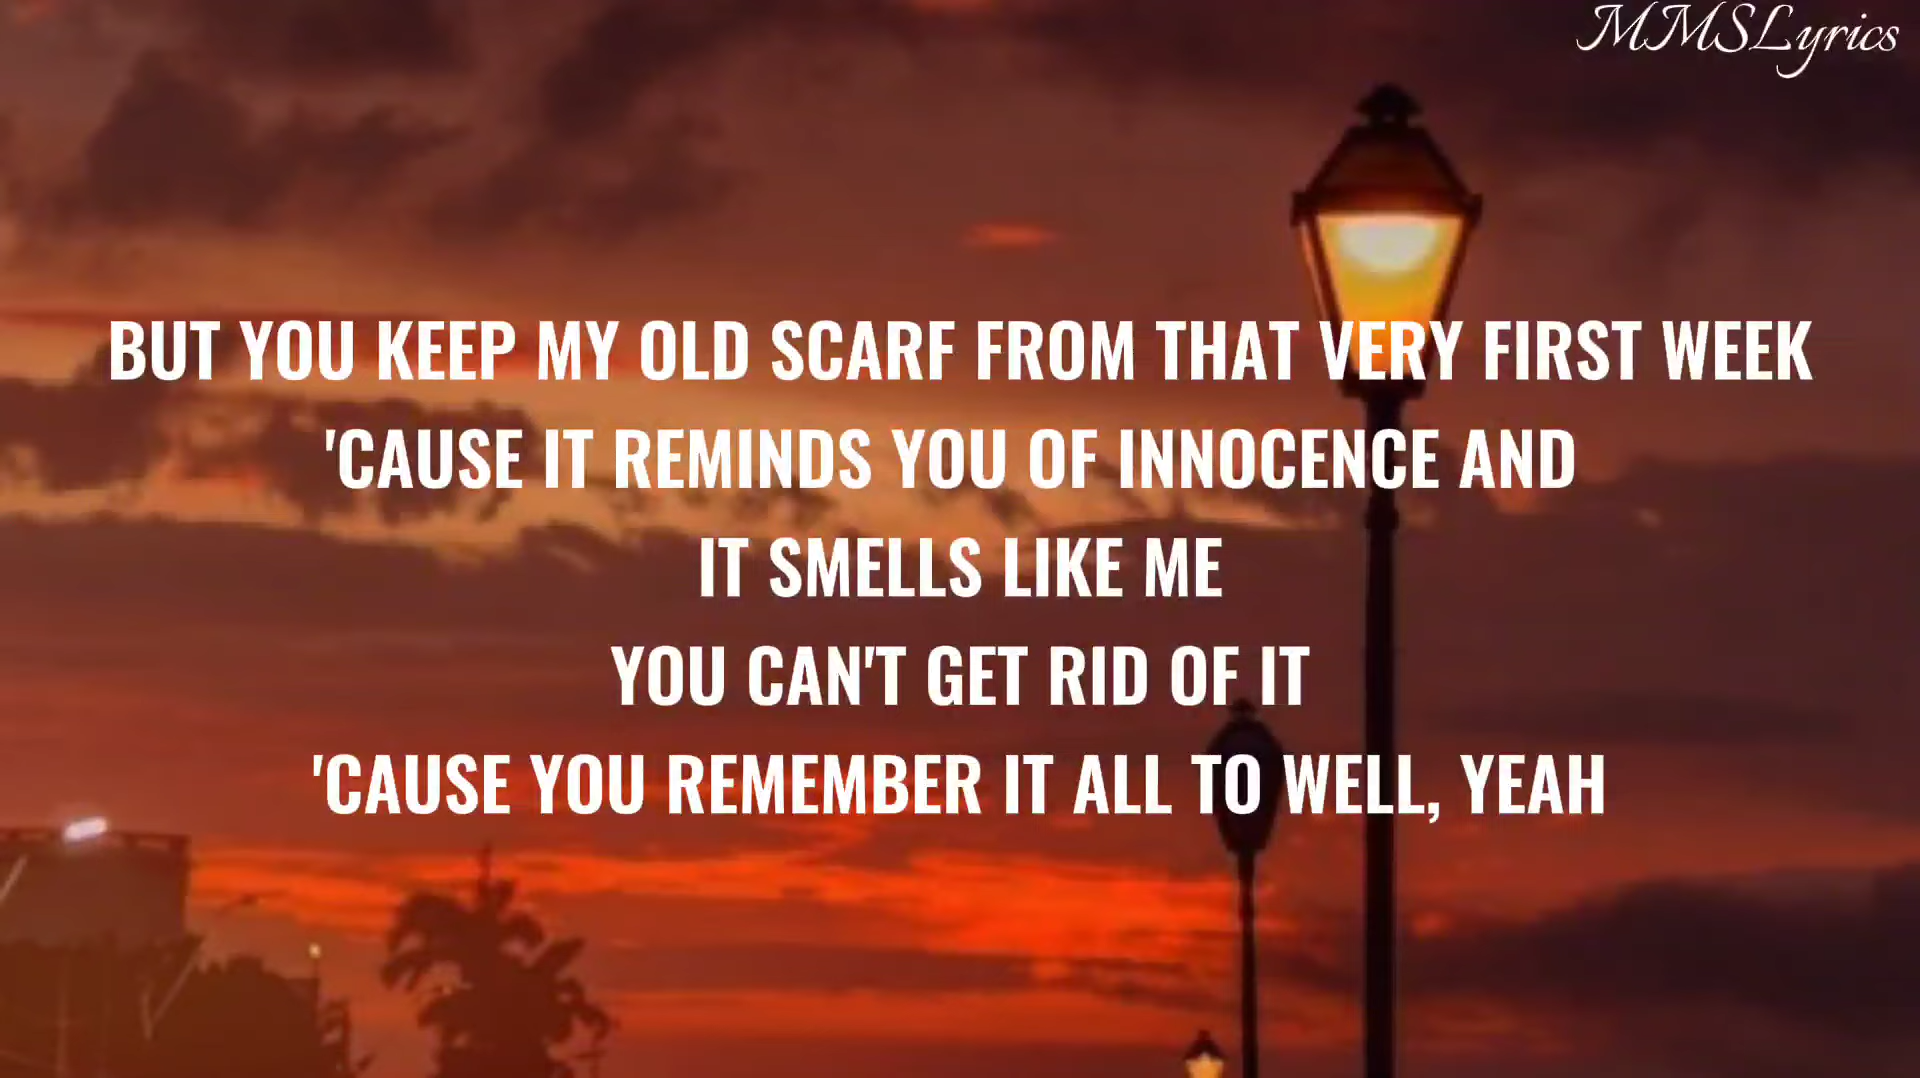 MMSLyrics
BUT YOU KEEP MY OLD SCARF FROM THAT VERY FIRST WEEK
'CAUSE IT REMINDS YOU OF INNOCENCE AND
IT SMELLS LIKE ME
YOU CAN'T GET RID OF IT
'CAUSE YOU REMEMBER IT ALL TO WELL, YEAH